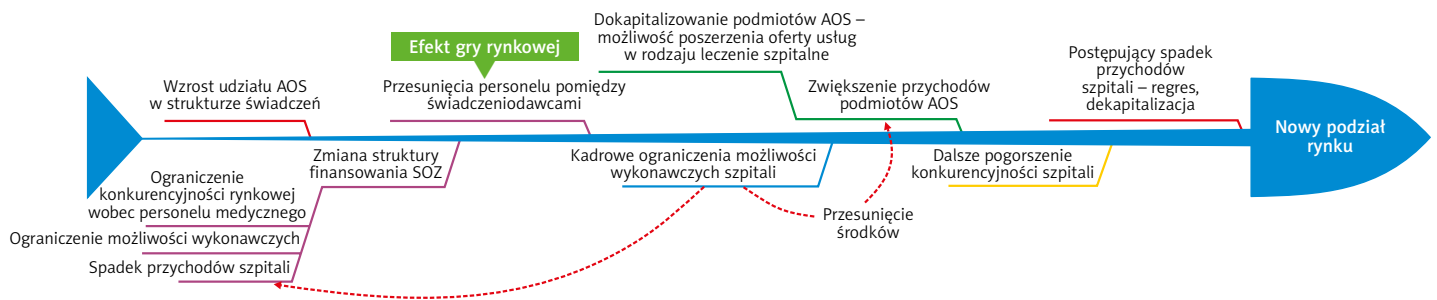 Wzrost udziału AOS
w strukturze świadczeń
Efekt gry rynkowej
Przesunięcia personelu pomiędzy
świadczeniodawcami
Dokapitalizowanie podmiotów AOS –
możliwość poszerzenia oferty usług
w rodzaju leczenie szpitalne
Zwiększenie przychodów
podmiotów AOS
Postępujący spadek
przychodów
szpitali – regres,
dekapitalizacja
Nowy podział
rynku
Zmiana struktury
finansowania SOZ
Ograniczenie
konkurencyjności rynkowej
wobec personelu medycznego
Ograniczenie możliwości wykonawczych
Spadek przychodów szpitali
Kadrowe ograniczenia możliwości
wykonawczych szpitali
Przesunięcie
środków
Dalsze pogorszenie
konkurencyjności szpitali